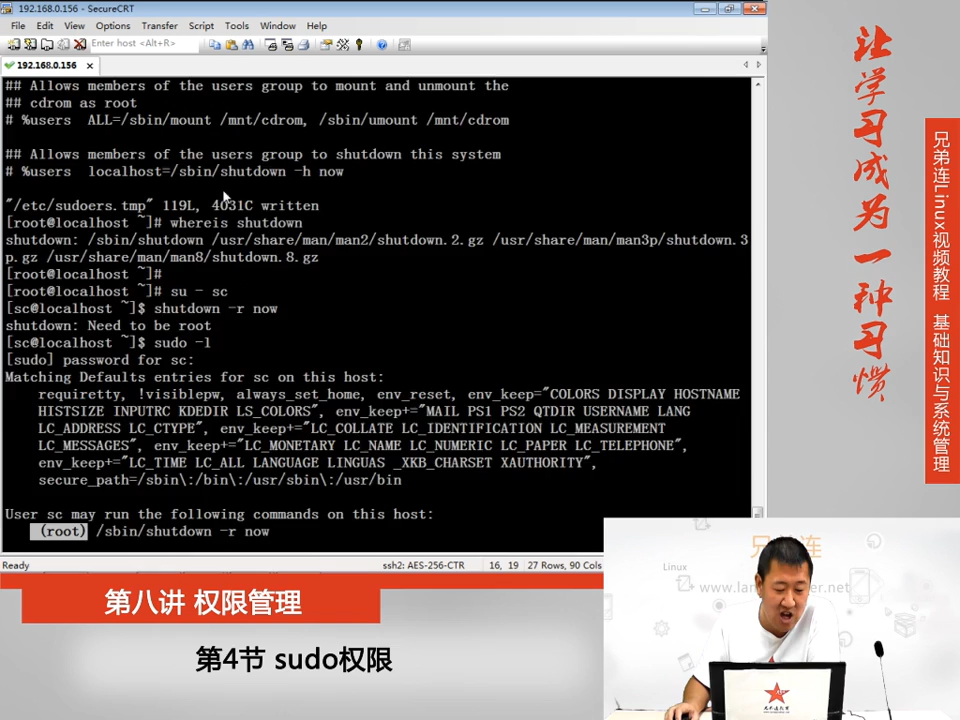 192.168.0.156 - SecureCRT
File Edit View Options Transfer Script Tools Window Help
Enter host <Alt+R>
192.168.0.156
## Allows members of the users group to mount and unmount the
## cdrom as root
# %users ALL=/sbin/mount /mnt/cdrom, /sbin/umount /mnt/cdrom
## Allows members of the users group to shutdown this system
# %users localhost=/sbin/shutdown -h now
"/etc/sudoers.tmp" 119L, 4031C written
[root@localhost ~]# whereis shutdown
shutdown: /sbin/shutdown /usr/share/man/man2/shutdown.2.gz /usr/share/man/man3p/shutdown.3
p.gz /usr/share/man/man8/shutdown.8.gz
[root@localhost ~]#
[root@localhost ~]# su - sc
[sc@localhost ~]$ shutdown -r now
shutdown: Need to be root
[sc@localhost ~]$ sudo -l
[sudo] password for sc:
Matching Defaults entries for sc on this host:
requiretty, !visiblepw, always_set_home, env_reset, env_keep="COLORS DISPLAY HOSTNAME
HISTSIZE INPUTRC KDEDIR LS_COLORS", env_keep+="MAIL PS1 PS2 QTDIR USERNAME LANG
LC_ADDRESS LC_CTYPE", env_keep+="LC_COLLATE LC_IDENTIFICATION LC_MEASUREMENT
LC_MESSAGES", env_keep+="LC_MONETARY LC_NAME LC_NUMERIC LC_PAPER LC_TELEPHONE",
env_keep+="LC_TIME LC_ALL LANGUAGE LINGUAS _XKB_CHARSET XAUTHORITY",
secure_path=/sbin\:/bin\:/usr/sbin\:/usr/bin
User sc may run the following commands on this host:
(root) /sbin/shutdown -r now
Ready ssh2: AES-256-CTR 16, 19 27 Rows, 90 Cols
让学习成为一种习惯
兄弟连Linux视频教程 基础知识与系统管理
第八讲 权限管理
第4节 sudo权限
Linux